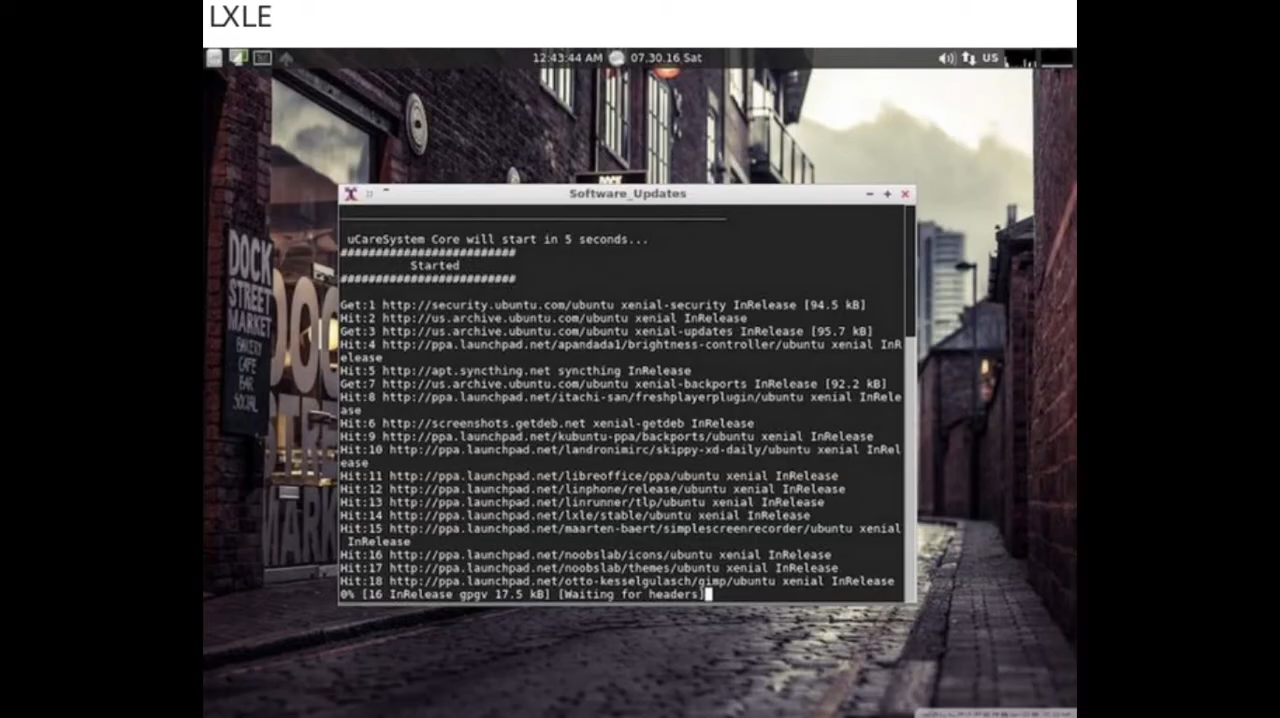 LXLE
12:43:44 AM 07.30.16 Sat US
Software_Updates
uCareSystem Core will start in 5 seconds...
#########################
Started
#########################
Get:1 http://security.ubuntu.com/ubuntu xenial-security InRelease [94.5 kB]
Hit:2 http://us.archive.ubuntu.com/ubuntu xenial InRelease
Get:3 http://us.archive.ubuntu.com/ubuntu xenial-updates InRelease [95.7 kB]
Hit:4 http://ppa.launchpad.net/apandada1/brightness-controller/ubuntu xenial InR
elease
Hit:5 http://apt.syncthing.net syncthing InRelease
Get:7 http://us.archive.ubuntu.com/ubuntu xenial-backports InRelease [92.2 kB]
Hit:8 http://ppa.launchpad.net/itachi-san/freshplayerplugin/ubuntu xenial InRele
ase
Hit:6 http://screenshots.getdeb.net xenial-getdeb InRelease
Hit:9 http://ppa.launchpad.net/kubuntu-ppa/backports/ubuntu xenial InRelease
Hit:10 http://ppa.launchpad.net/landronimirc/skippy-xd-daily/ubuntu xenial InRel
ease
Hit:11 http://ppa.launchpad.net/libreoffice/ppa/ubuntu xenial InRelease
Hit:12 http://ppa.launchpad.net/linphone/release/ubuntu xenial InRelease
Hit:13 http://ppa.launchpad.net/linrunner/tlp/ubuntu xenial InRelease
Hit:14 http://ppa.launchpad.net/lxle/stable/ubuntu xenial InRelease
Hit:15 http://ppa.launchpad.net/maarten-baert/simplescreenrecorder/ubuntu xenial
InRelease
Hit:16 http://ppa.launchpad.net/noobslab/icons/ubuntu xenial InRelease
Hit:17 http://ppa.launchpad.net/noobslab/themes/ubuntu xenial InRelease
Hit:18 http://ppa.launchpad.net/otto-kesselgulasch/gimp/ubuntu xenial InRelease
0% [16 InRelease gpgv 17.5 kB] [Waiting for headers]
DOCK
STREET
MARKET
BAKERY
CAFE
BAR
SOCIAL